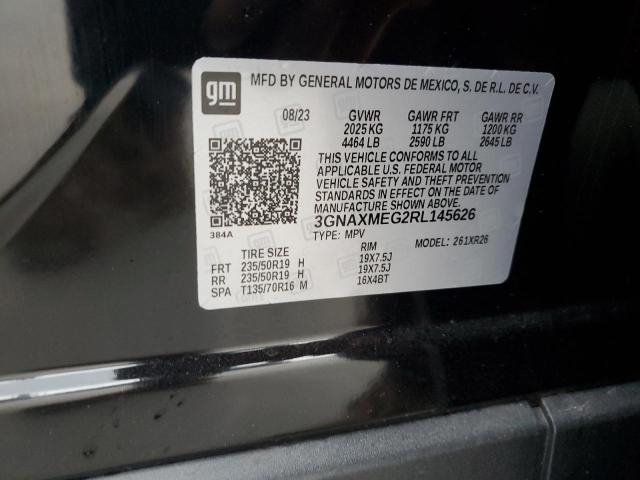 gm
MFD BY GENERAL MOTORS DE MEXICO, S. DE R.L. DE C.V.
08/23 GVWR GAWR FRT GAWR RR
2025 KG 1175 KG 1200 KG
4464 LB 2590 LB 2645 LB
THIS VEHICLE CONFORMS TO ALL
APPLICABLE U.S. FEDERAL MOTOR
VEHICLE SAFETY AND THEFT PREVENTION
STANDARDS IN EFFECT ON THE DATE OF
MANUFACTURE SHOWN ABOVE.
3GNAXMEG2RL145626
384A
TYPE: MPV MODEL: 261XR26
TIRE SIZE RIM
FRT 235/50R19 H 19X7.5J
RR 235/50R19 H 19X7.5J
SPA T135/70R16 M 16X4BT